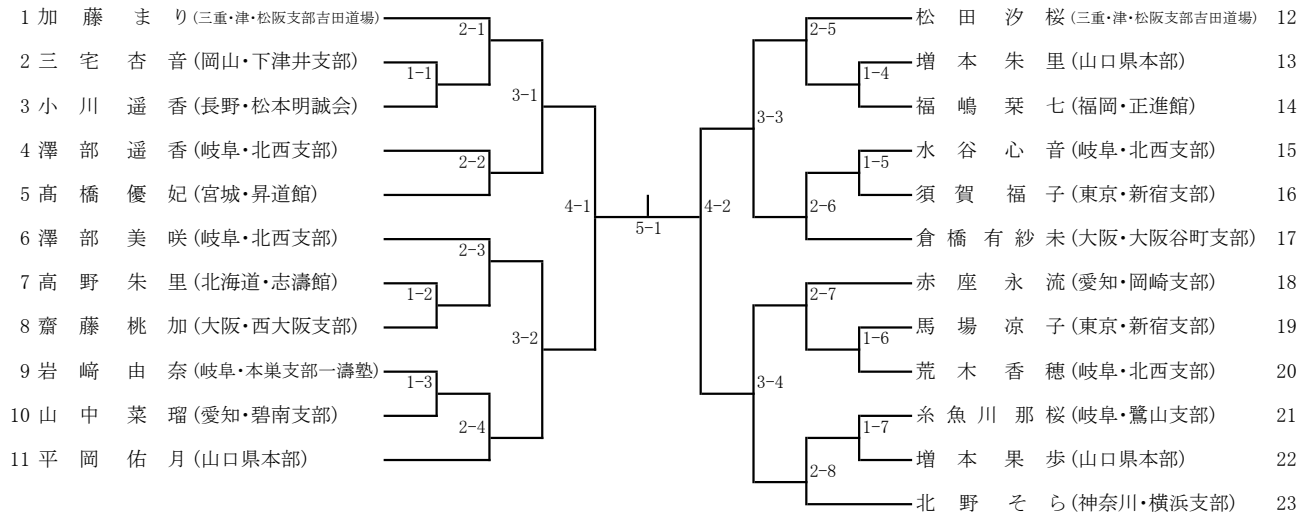 1 加藤まり (三重・津・松阪支部吉田道場)
2-1
2 三宅杏音 (岡山・下津井支部)
1-1
3 小川遥香 (長野・松本明誠会)
3-1
4 澤部遥香 (岐阜・北西支部)
2-2
5 髙橋優妃 (宮城・昇道館)
4-1
6 澤部美咲 (岐阜・北西支部)
2-3
7 高野朱里 (北海道・志濤館)
1-2
8 齋藤桃加 (大阪・西大阪支部)
3-2
9 岩﨑由奈 (岐阜・本巣支部一濤塾)
1-3
10 山中菜瑠 (愛知・碧南支部)
2-4
11 平岡佑月 (山口県本部)
5-1
松田汐桜 (三重・津・松阪支部吉田道場) 12
2-5
増本朱里 (山口県本部) 13
1-4
福嶋栞七 (福岡・正進館) 14
3-3
水谷心音 (岐阜・北西支部) 15
1-5
須賀福子 (東京・新宿支部) 16
2-6
倉橋有紗未 (大阪・大阪谷町支部) 17
4-2
赤座永流 (愛知・岡崎支部) 18
2-7
馬場凉子 (東京・新宿支部) 19
1-6
荒木香穂 (岐阜・北西支部) 20
3-4
糸魚川那桜 (岐阜・鷺山支部) 21
1-7
増本果歩 (山口県本部) 22
2-8
北野そら (神奈川・横浜支部) 23